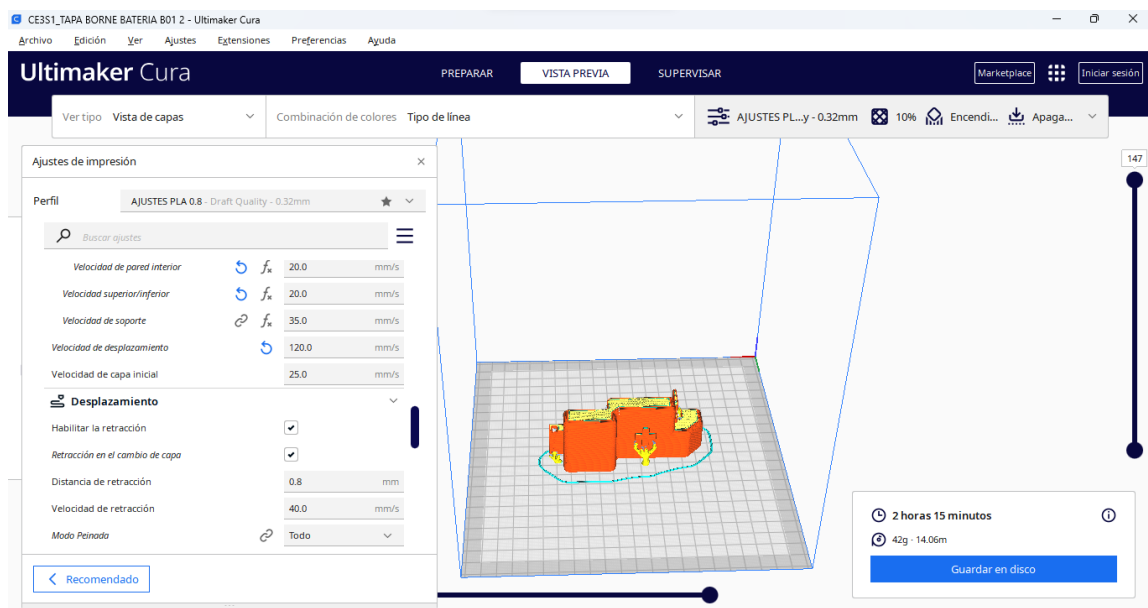 CE3S1_TAPA BORNE BATERIA B01 2 - Ultimaker Cura
Archivo Edición Ver Ajustes Extensiones Preferencias Ayuda
Ultimaker Cura
PREPARAR VISTA PREVIA SUPERVISAR
Marketplace Iniciar sesión
Ver tipo Vista de capas
Combinación de colores Tipo de línea
AJUSTES PL...y - 0.32mm 10% Encendi... Apaga...
Ajustes de impresión
147
Perfil AJUSTES PLA 0.8 - Draft Quality - 0.32mm
Buscar ajustes
Velocidad de pared interior 20.0 mm/s
Velocidad superior/inferior 20.0 mm/s
Velocidad de soporte 35.0 mm/s
Velocidad de desplazamiento 120.0 mm/s
Velocidad de capa inicial 25.0 mm/s
Desplazamiento
Habilitar la retracción
Retracción en el cambio de capa
Distancia de retracción 0.8 mm
Velocidad de retracción 40.0 mm/s
Modo Peinada Todo
Recomendado
2 horas 15 minutos
42g · 14.06m
Guardar en disco